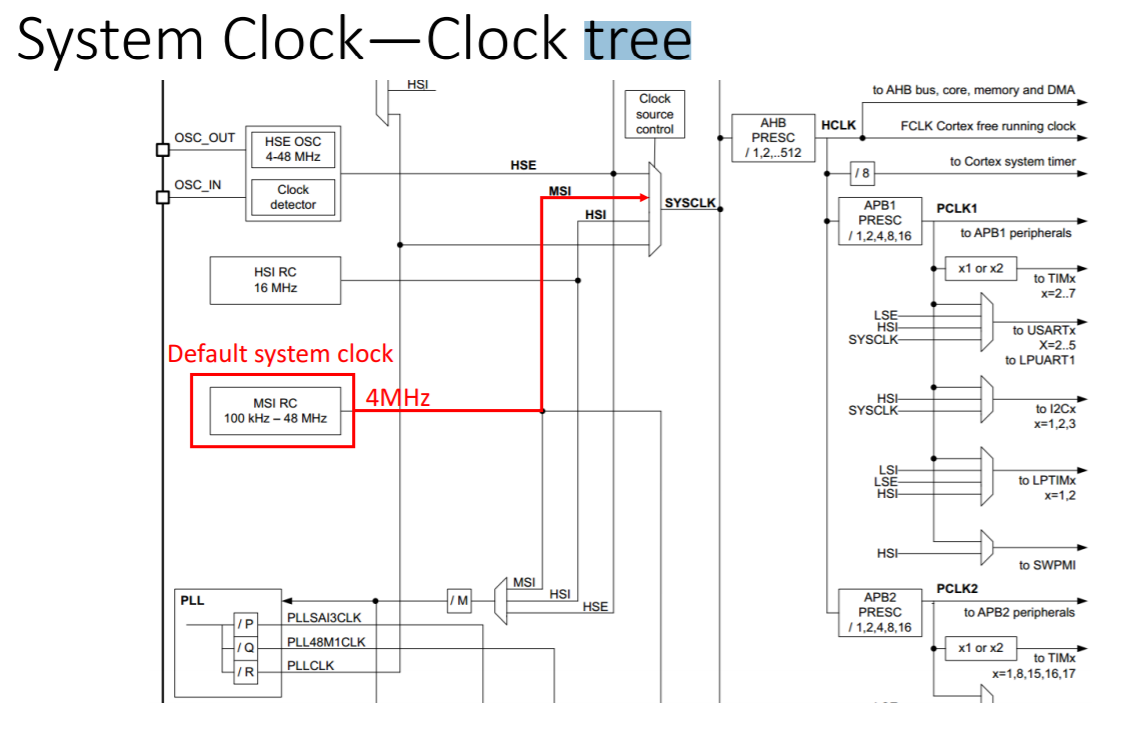 System Clock—Clock tree
HSI
OSC_OUT
HSE OSC
4-48 MHz
OSC_IN
Clock
detector
HSE
Clock
source
control
MSI
HSI
SYSCLK
HSI RC
16 MHz
Default system clock
MSI RC
100 kHz – 48 MHz
4MHz
PLL
/ P
/ Q
/ R
PLLSAI3CLK
PLL48M1CLK
PLLCLK
/ M
MSI
HSI
HSE
AHB
PRESC
/ 1,2,..512
HCLK
to AHB bus, core, memory and DMA
FCLK Cortex free running clock
/ 8
to Cortex system timer
APB1
PRESC
/ 1,2,4,8,16
PCLK1
to APB1 peripherals
x1 or x2
to TIMx
x=2..7
LSE
HSI
SYSCLK
to USARTx
X=2..5
to LPUART1
HSI
SYSCLK
to I2Cx
x=1,2,3
LSI
LSE
HSI
to LPTIMx
x=1,2
HSI
to SWPMI
APB2
PRESC
/ 1,2,4,8,16
PCLK2
to APB2 peripherals
x1 or x2
to TIMx
x=1,8,15,16,17